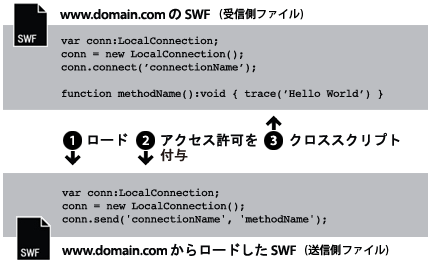 www.domain.com の SWF（受信側ファイル）
SWF
var conn:LocalConnection;
conn = new LocalConnection();
conn.connect(‘connectionName’);
function methodName():void { trace(‘Hello World’) }
1 ロード 2 アクセス許可を付与 3 クロススクリプト
var conn:LocalConnection;
conn = new LocalConnection();
conn.send('connectionName', 'methodName');
SWF
www.domain.com からロードした SWF（送信側ファイル）